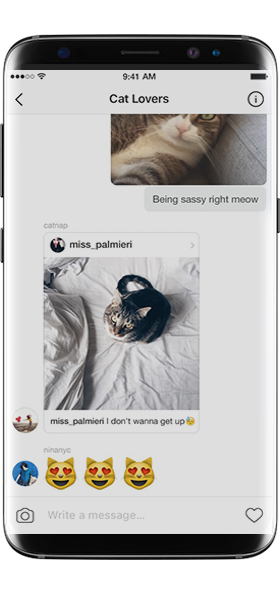 9:41 AM
Cat Lovers
Being sassy right meow
catnap
miss_palmieri
miss_palmieri I don't wanna get up😴
ninanyc
😻 😻 😻
Write a message...